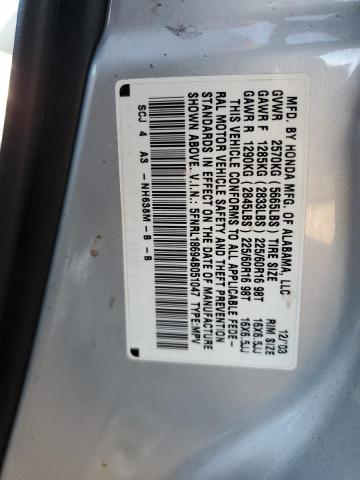 MFD. BY HONDA MFG. OF ALABAMA, LLC 12/'03
GVWR 2570KG (5665LBS) TIRE SIZE RIM SIZE
GAWR F 1285KG (2833LBS) 225/60R16 98T 16X6.5JJ
GAWR R 1290KG (2845LBS) 225/60R16 98T 16X6.5JJ
THIS VEHICLE CONFORMS TO ALL APPLICABLE FEDE-
RAL MOTOR VEHICLE SAFETY AND THEFT PREVENTION
STANDARDS IN EFFECT ON THE DATE OF MANUFACTURE
SHOWN ABOVE. V.I.N.: 5FNRL18694B051047 TYPE:MPV
SCJ 4 A3 -NH638M-B -B